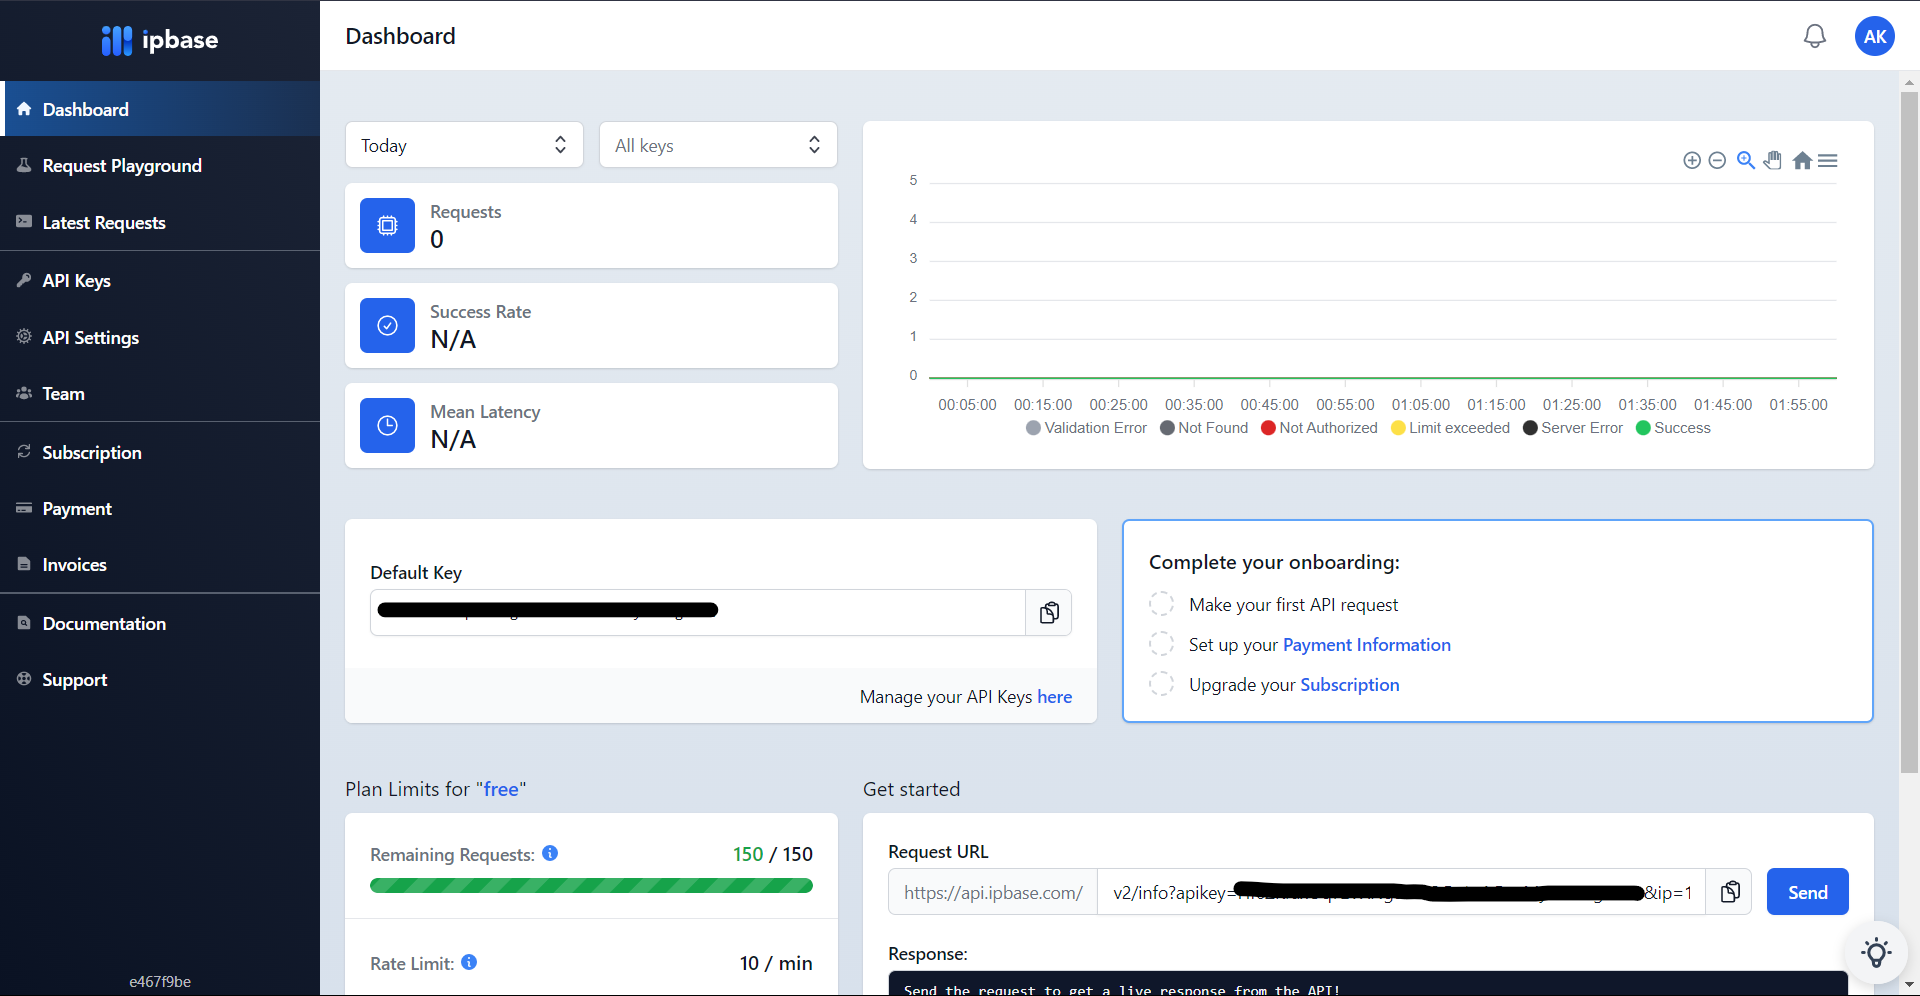 ipbase
Dashboard
AK
Dashboard
Request Playground
Latest Requests
API Keys
API Settings
Team
Subscription
Payment
Invoices
Documentation
Support
e467f9be
Today
All keys
Requests
0
Success Rate
N/A
Mean Latency
N/A
5
4
3
2
1
0
00:05:00 00:15:00 00:25:00 00:35:00 00:45:00 00:55:00 01:05:00 01:15:00 01:25:00 01:35:00 01:45:00 01:55:00
Validation Error Not Found Not Authorized Limit exceeded Server Error Success
Default Key
Manage your API Keys here
Complete your onboarding:
Make your first API request
Set up your Payment Information
Upgrade your Subscription
Plan Limits for "free"
Remaining Requests: 150 / 150
Rate Limit: 10 / min
Get started
Request URL
https://api.ipbase.com/ v2/info?apikey= &ip=1 Send
Response:
Send the request to get a live response from the API!